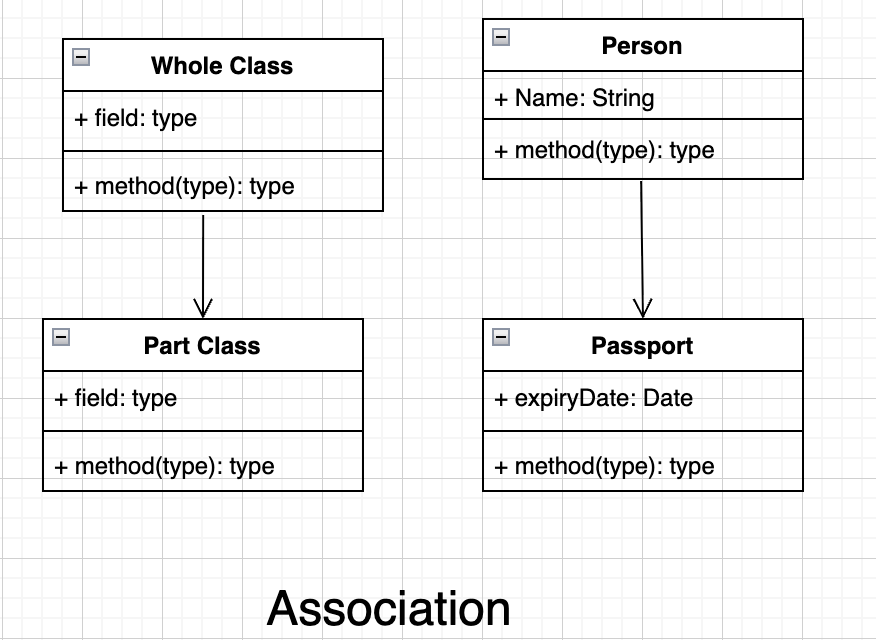 Whole Class
+ field: type
+ method(type): type
Part Class
+ field: type
+ method(type): type
Person
+ Name: String
+ method(type): type
Passport
+ expiryDate: Date
+ method(type): type
Association